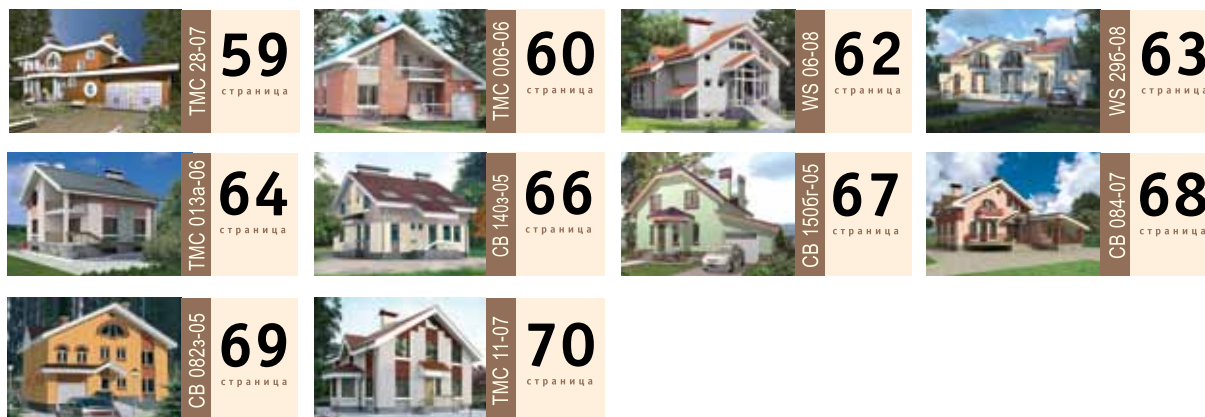 ТМС 28-07
59
страница
ТМС 006-06
60
страница
WS 06-08
62
страница
WS 296-08
63
страница
ТМС 013а-06
64
страница
СВ 140з-05
66
страница
СВ 150бг-05
67
страница
СВ 084-07
68
страница
СВ 082з-05
69
страница
ТМС 11-07
70
страница